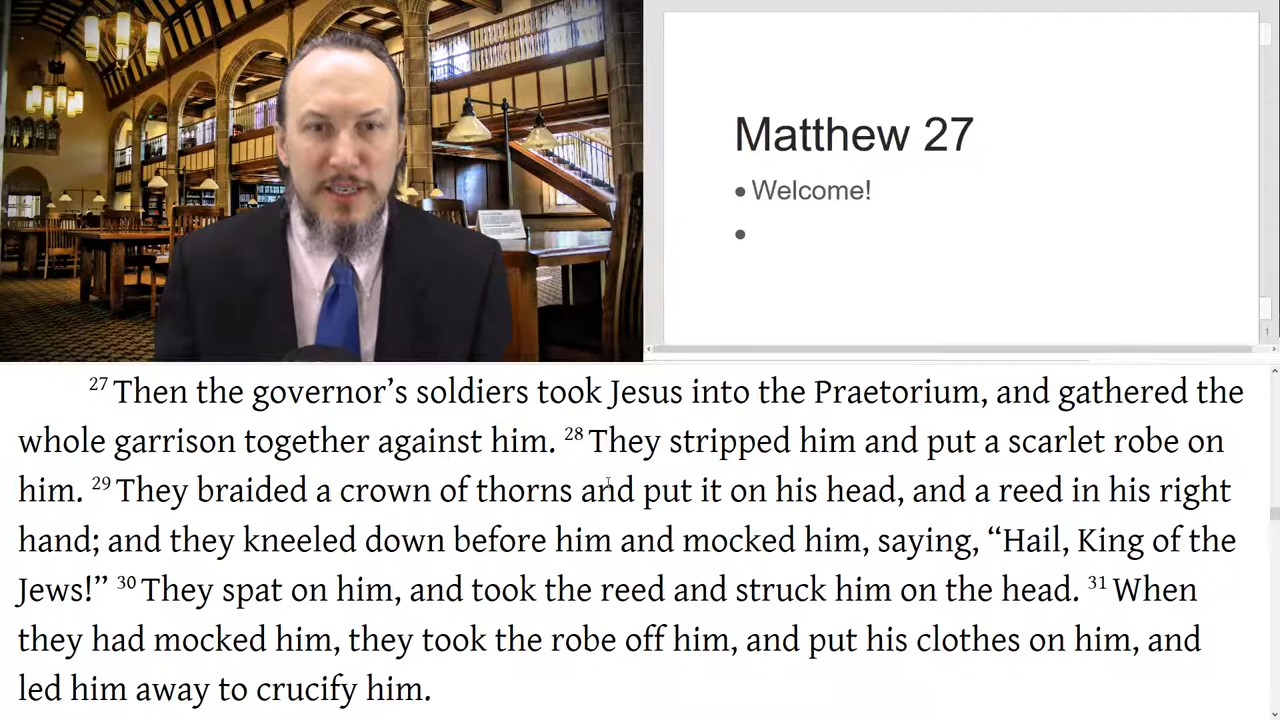 Matthew 27
• Welcome!
•
1
27 Then the governor’s soldiers took Jesus into the Praetorium, and gathered the
whole garrison together against him. 28 They stripped him and put a scarlet robe on
him. 29 They braided a crown of thorns and put it on his head, and a reed in his right
hand; and they kneeled down before him and mocked him, saying, “Hail, King of the
Jews!” 30 They spat on him, and took the reed and struck him on the head. 31 When
they had mocked him, they took the robe off him, and put his clothes on him, and
led him away to crucify him.